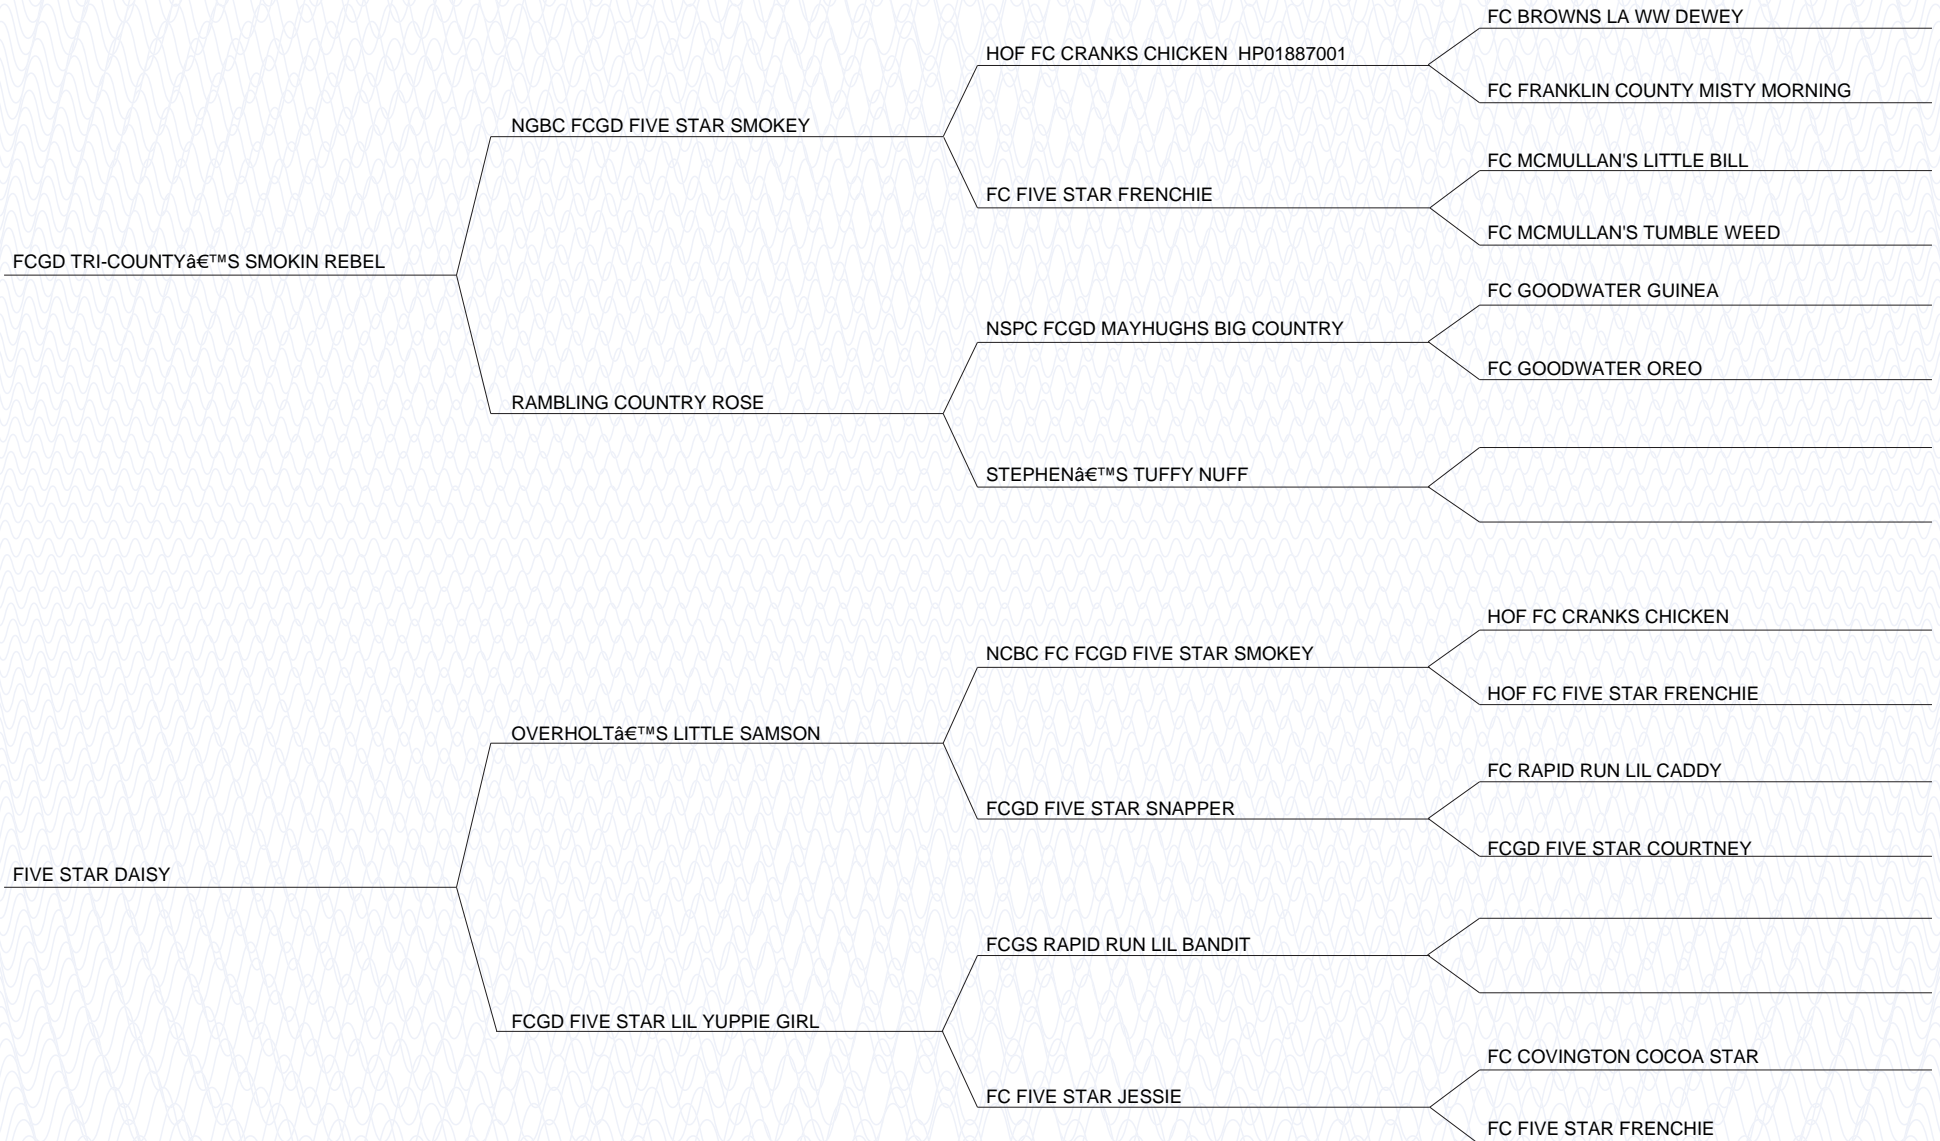 FC BROWNS LA WW DEWEY
HOF FC CRANKS CHICKEN  HP01887001
FC FRANKLIN COUNTY MISTY MORNING
NGBC FCGD FIVE STAR SMOKEY
FC MCMULLAN'S LITTLE BILL
FC FIVE STAR FRENCHIE
FC MCMULLAN'S TUMBLE WEED
FCGD TRI-COUNTYâ€™S SMOKIN REBEL
FC GOODWATER GUINEA
NSPC FCGD MAYHUGHS BIG COUNTRY
FC GOODWATER OREO
RAMBLING COUNTRY ROSE
STEPHENâ€™S TUFFY NUFF
HOF FC CRANKS CHICKEN
NCBC FC FCGD FIVE STAR SMOKEY
HOF FC FIVE STAR FRENCHIE
OVERHOLTâ€™S LITTLE SAMSON
FC RAPID RUN LIL CADDY
FCGD FIVE STAR SNAPPER
FCGD FIVE STAR COURTNEY
FIVE STAR DAISY
FCGS RAPID RUN LIL BANDIT
FCGD FIVE STAR LIL YUPPIE GIRL
FC COVINGTON COCOA STAR
FC FIVE STAR JESSIE
FC FIVE STAR FRENCHIE